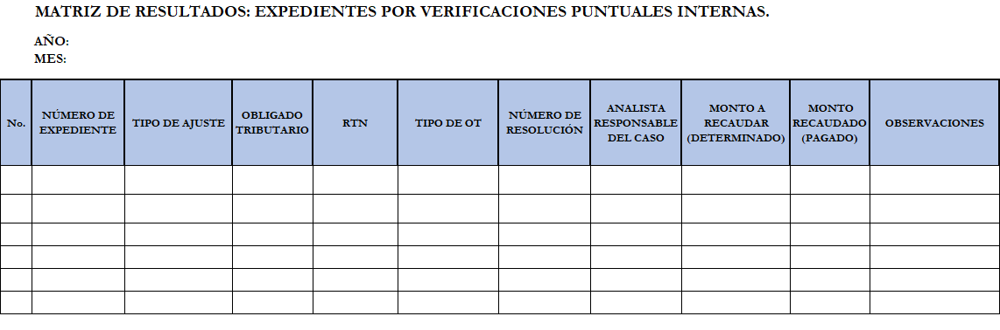 MATRIZ DE RESULTADOS: EXPEDIENTES POR VERIFICACIONES PUNTUALES INTERNAS.
AÑO:
MES:
No.
NÚMERO DE
EXPEDIENTE
TIPO DE AJUSTE
OBLIGADO
TRIBUTARIO
RTN
TIPO DE OT
NÚMERO DE
RESOLUCIÓN
ANALISTA
RESPONSABLE
DEL CASO
MONTO A
RECAUDAR
(DETERMINADO)
MONTO
RECAUDADO
(PAGADO)
OBSERVACIONES